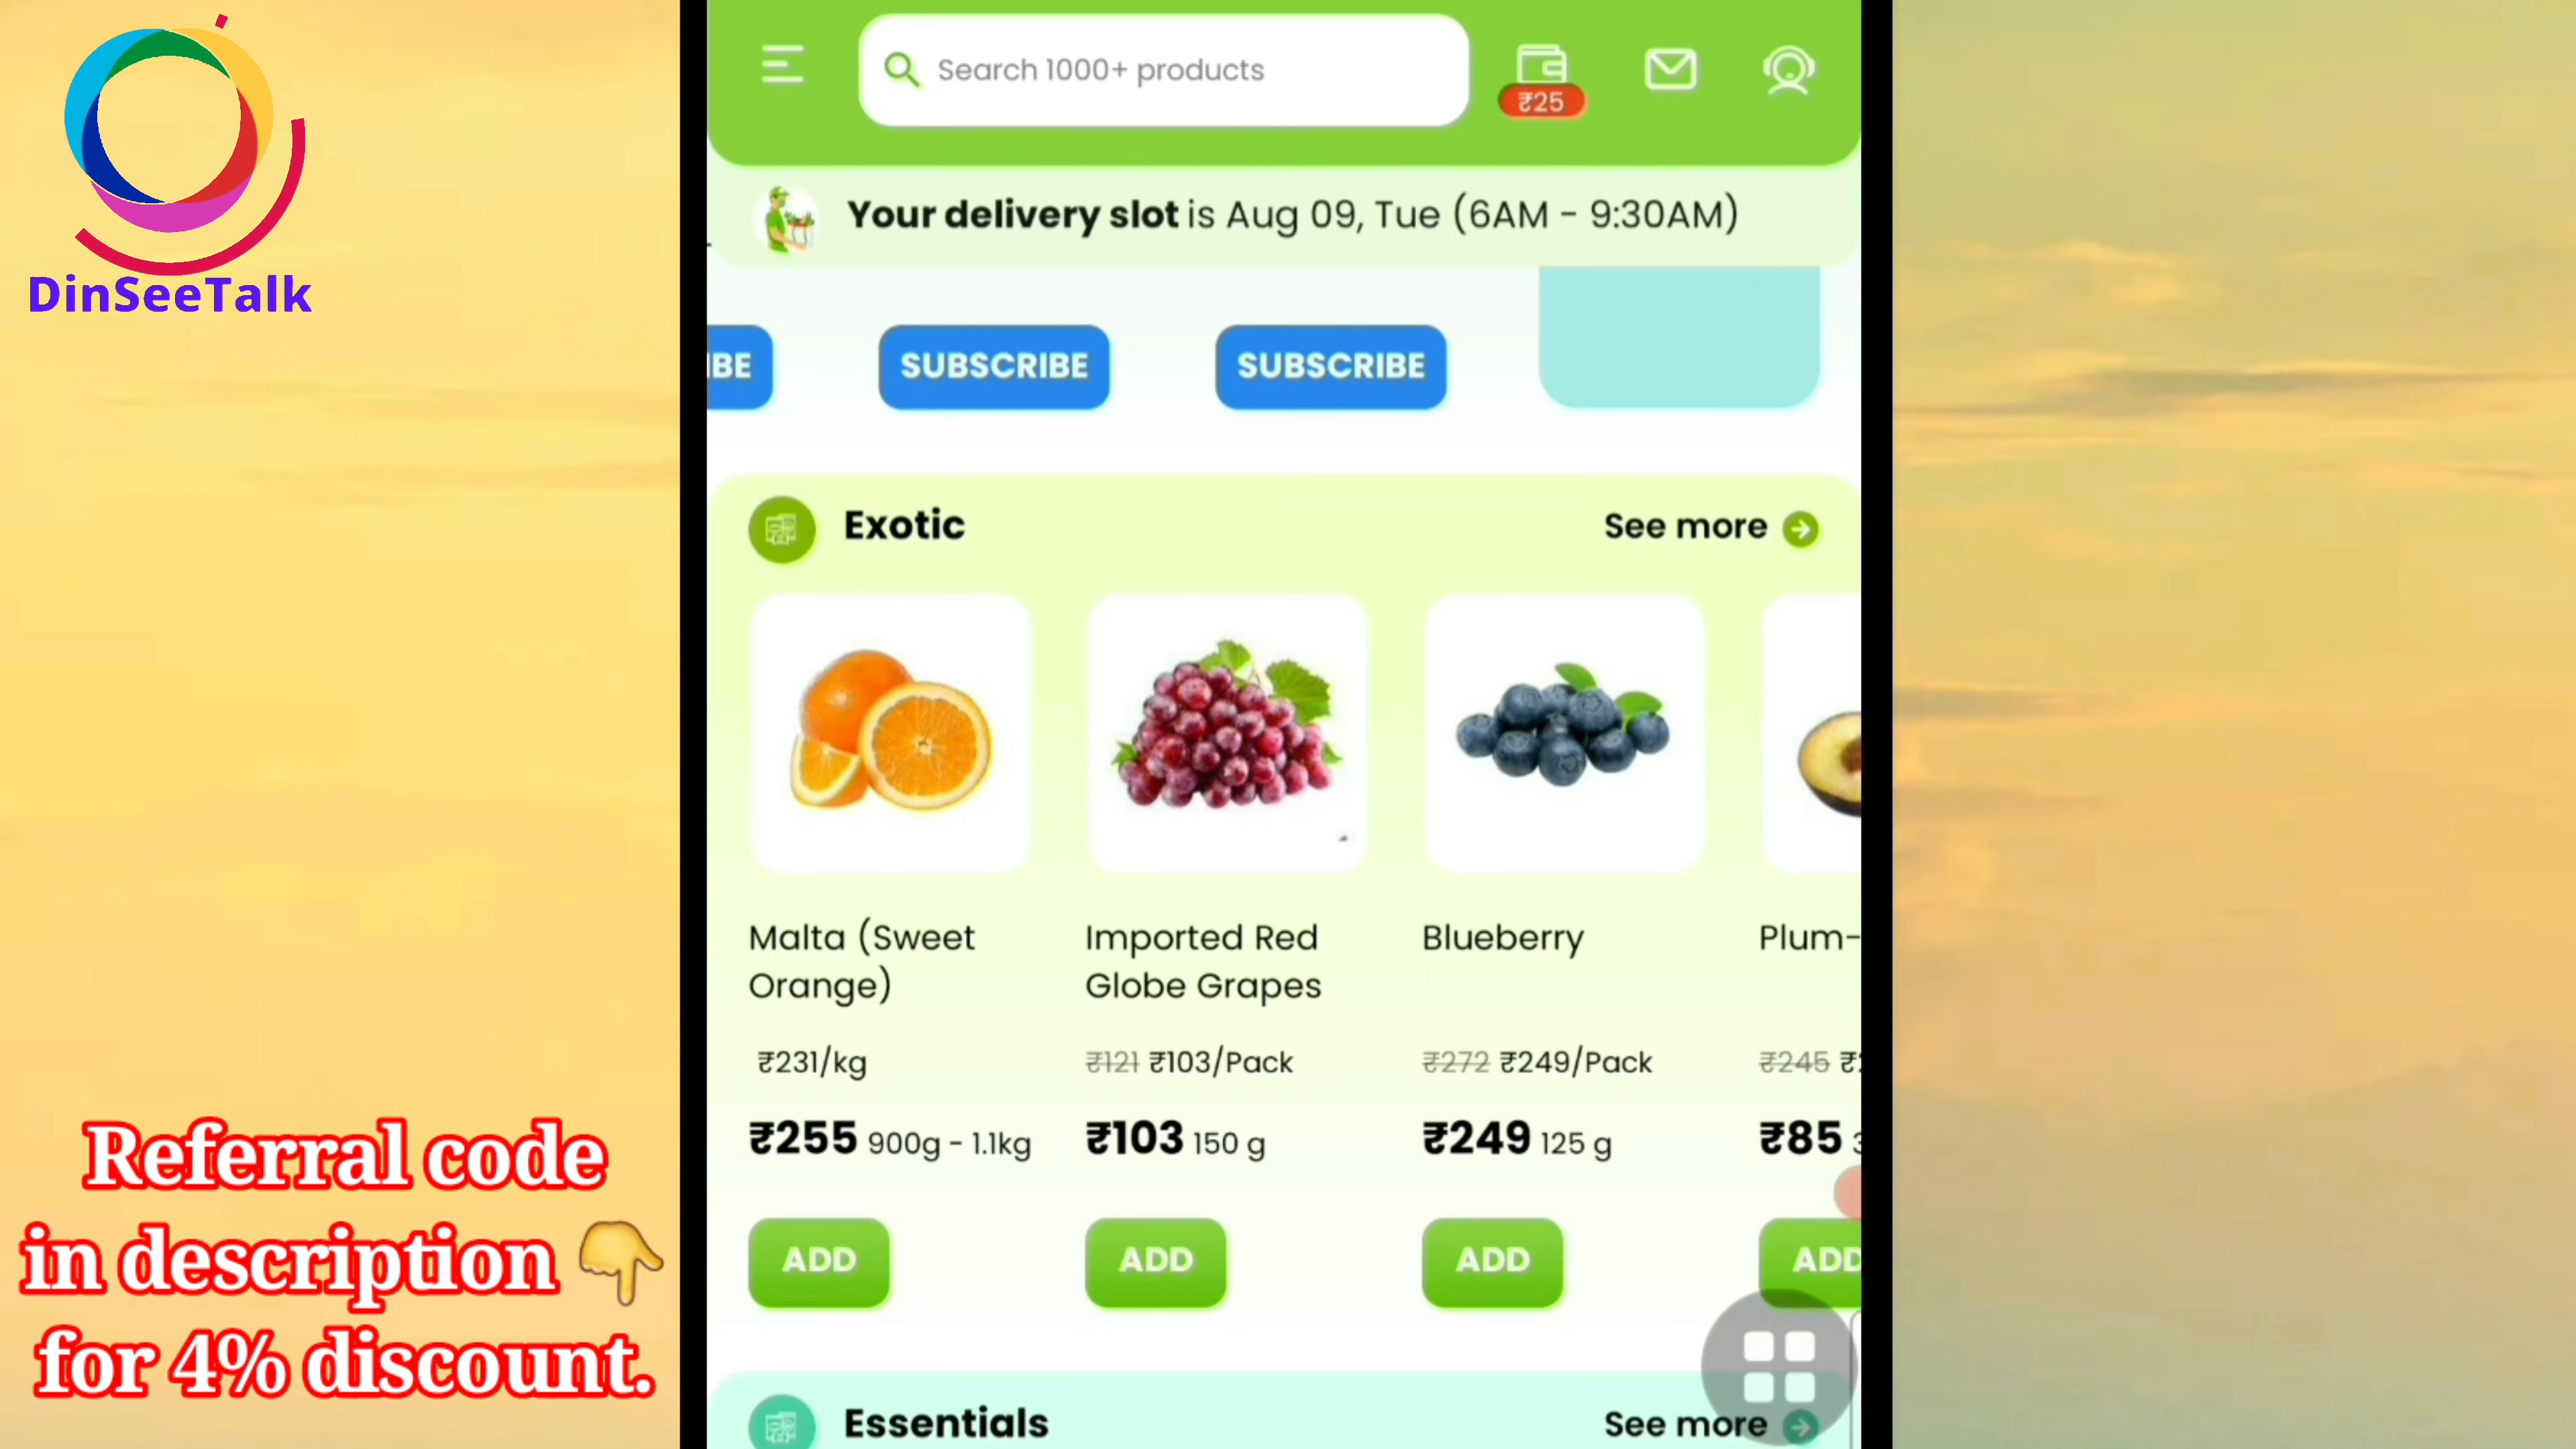 DinSeeTalk
Search 1000+ products
₹25
Your delivery slot is Aug 09, Tue (6AM - 9:30AM)
IBE SUBSCRIBE SUBSCRIBE
Exotic See more
Malta (Sweet
Orange)
₹231/kg
₹255 900g - 1.1kg
ADD
Imported Red
Globe Grapes
₹121 ₹103/Pack
₹103 150 g
ADD
Blueberry
₹272 ₹249/Pack
₹249 125 g
ADD
Plum-
₹245
₹85
ADD
Essentials See more
Referral code
in description 👇
for 4% discount.